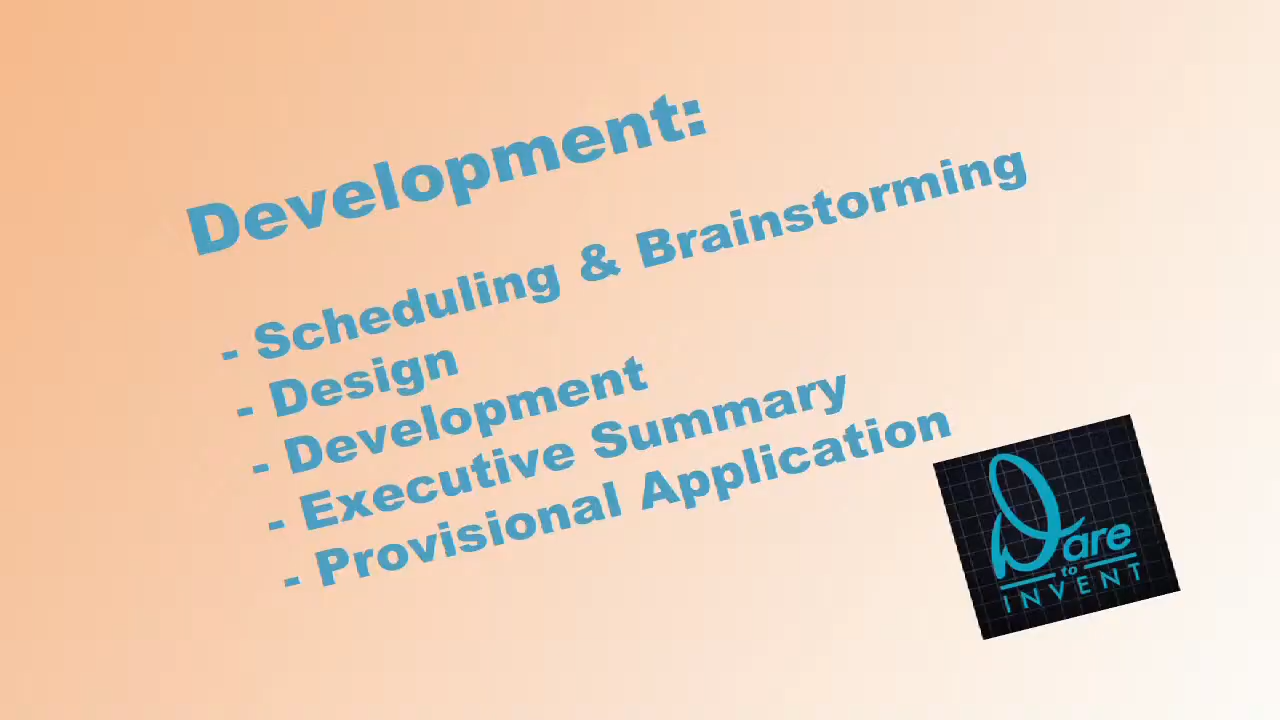 Development:
- Scheduling & Brainstorming
- Design
- Development
- Executive Summary
- Provisional Application
Dare
to
INVENT